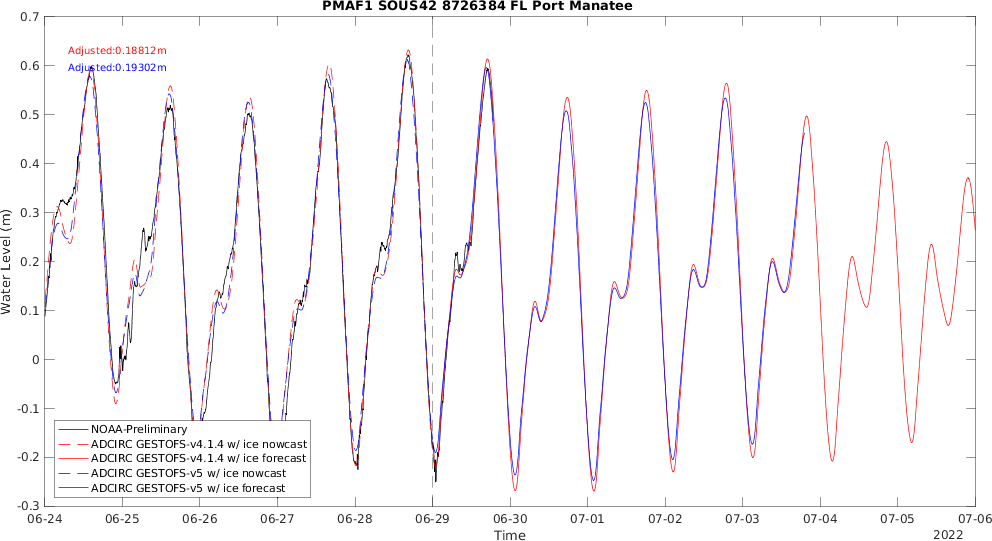 PMAF1 SOUS42 8726384 FL Port Manatee
0.7
0.6
0.5
0.4
0.3
0.2
0.1
0
-0.1
-0.2
-0.3
Water Level (m)
Adjusted:0.18812m
Adjusted:0.19302m
NOAA-Preliminary
ADCIRC GESTOFS-v4.1.4 w/ ice nowcast
ADCIRC GESTOFS-v4.1.4 w/ ice forecast
ADCIRC GESTOFS-v5 w/ ice nowcast
ADCIRC GESTOFS-v5 w/ ice forecast
06-24 06-25 06-26 06-27 06-28 06-29 06-30 07-01 07-02 07-03 07-04 07-05 07-06
Time
2022